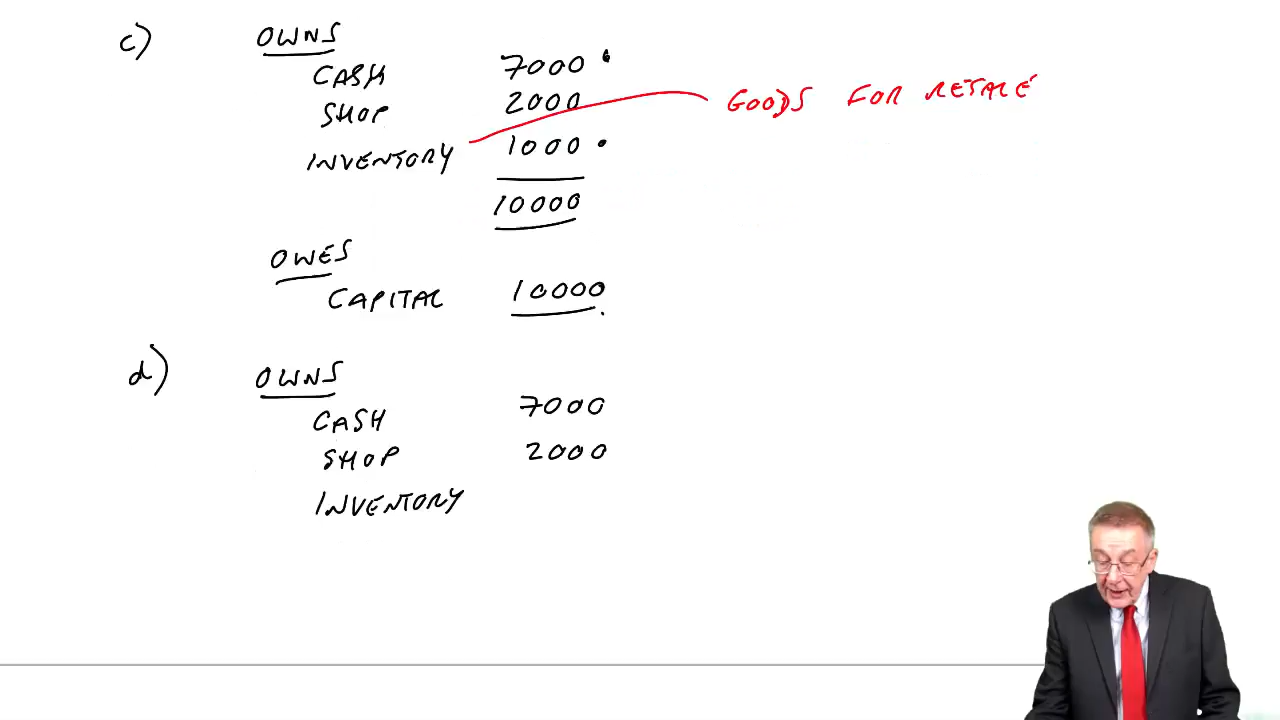 c) OWNS
CASH 7000
SHOP 2000
INVENTORY 1000
GOODS FOR RETALE
10000
OWES
CAPITAL 10000
d) OWNS
CASH 7000
SHOP 2000
INVENTORY